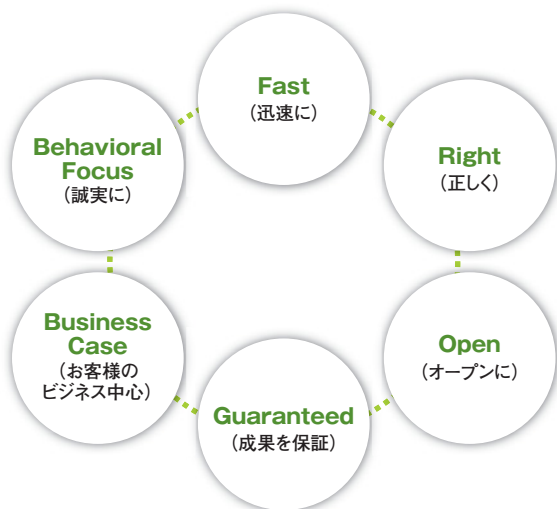 Fast
(迅速に)
Right
(正しく)
Open
(オープンに)
Guaranteed
(成果を保証)
Business
Case
(お客様の
ビジネス中心)
Behavioral
Focus
(誠実に)